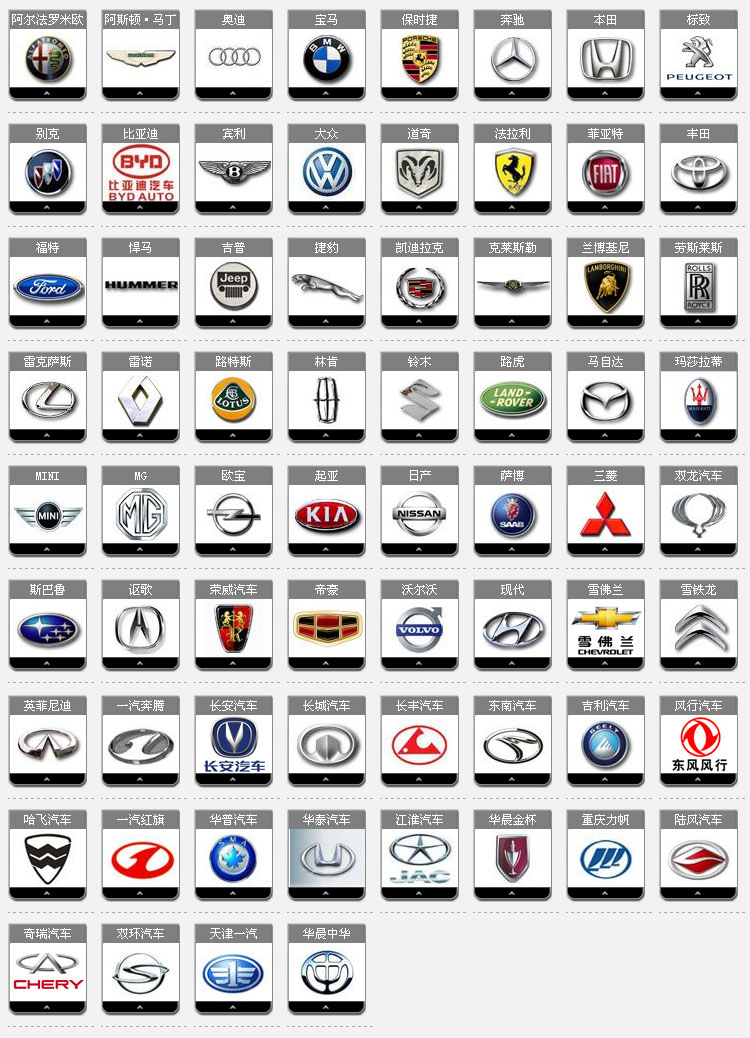 阿尔法罗米欧 阿斯顿·马丁 奥迪 宝马 保时捷 奔驰 本田 标致
BMW PORSCHE PEUGEOT
别克 比亚迪 宾利 大众 道奇 法拉利 菲亚特 丰田
BYD B FIAT
比亚迪汽车
BYD AUTO
福特 悍马 吉普 捷豹 凯迪拉克 克莱斯勒 兰博基尼 劳斯莱斯
Ford HUMMER Jeep LAMBORGHINI ROLLS RR ROYCE
雷克萨斯 雷诺 路特斯 林肯 铃木 路虎 马自达 玛莎拉蒂
LOTUS LAND-ROVER MASERATI
MINI MG 欧宝 起亚 日产 萨博 三菱 双龙汽车
MINI MG KIA NISSAN SAAB
斯巴鲁 讴歌 荣威汽车 帝豪 沃尔沃 现代 雪佛兰 雪铁龙
VOLVO 雪佛兰
CHEVROLET
英菲尼迪 一汽奔腾 长安汽车 长城汽车 长丰汽车 东南汽车 吉利汽车 风行汽车
GEELY
长安汽车 东风风行
哈飞汽车 一汽红旗 华普汽车 华泰汽车 江淮汽车 华晨金杯 重庆力帆 陆风汽车
SMA JAC
奇瑞汽车 双环汽车 天津一汽 华晨中华
CHERY